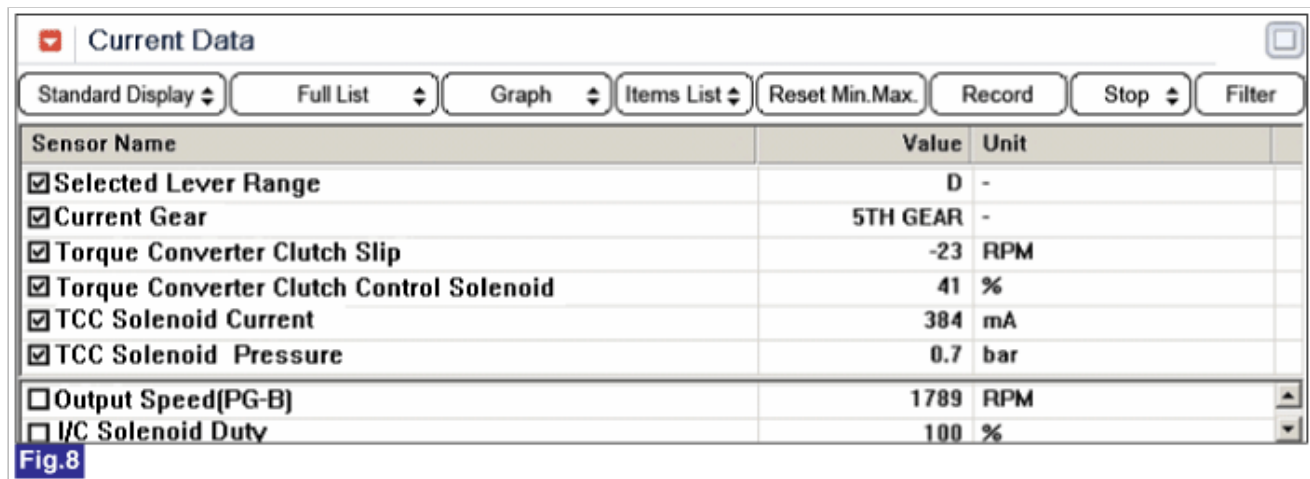 Current Data
Standard Display Full List Graph Items List Reset Min.Max. Record Stop Filter
Sensor Name Value Unit
Selected Lever Range D -
Current Gear 5TH GEAR -
Torque Converter Clutch Slip -23 RPM
Torque Converter Clutch Control Solenoid 41 %
TCC Solenoid Current 384 mA
TCC Solenoid Pressure 0.7 bar
Output Speed(PG-B) 1789 RPM
I/C Solenoid Duty 100 %
Fig.8